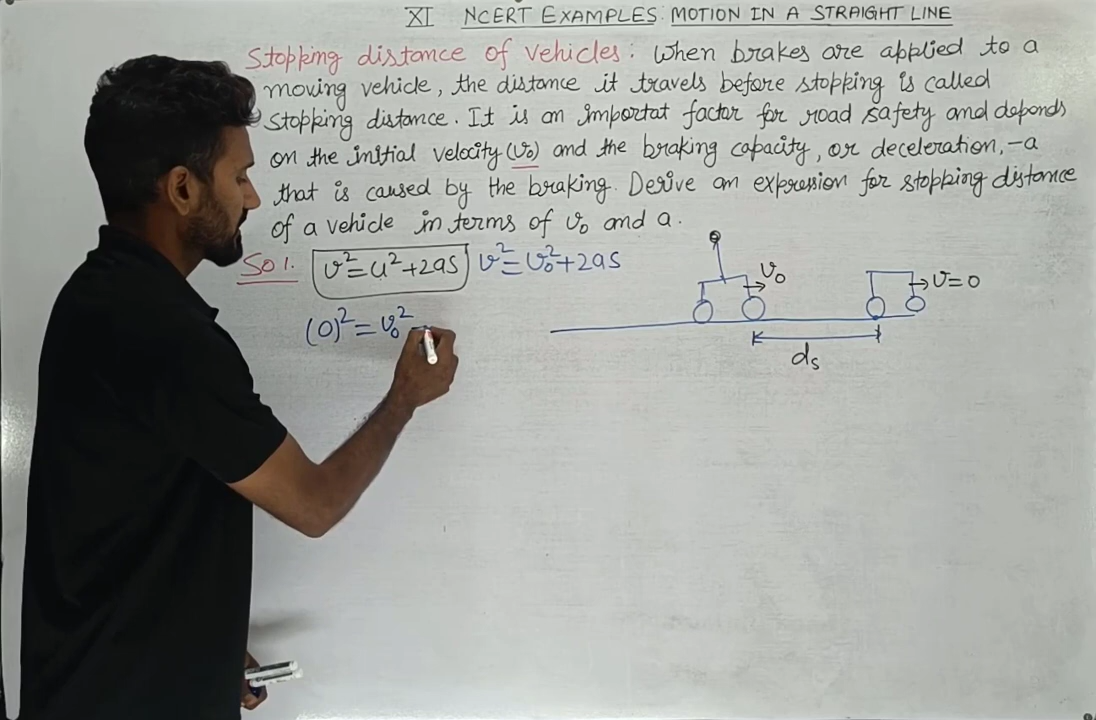 XI NCERT EXAMPLES: MOTION IN A STRAIGHT LINE
Stopping distance of vehicles: When brakes are applied to a
moving vehicle, the distance it travels before stopping is called
stopping distance. It is an importat factor for road safety and depends
on the initial velocity (v₀) and the braking capacity, or deceleration, -a
that is caused by the braking. Derive an expression for stopping distance
of a vehicle in terms of v₀ and a.
Sol. v²=u²+2as v²=v₀²+2as
(0)²=v₀²-
v₀
v=0
dₛ